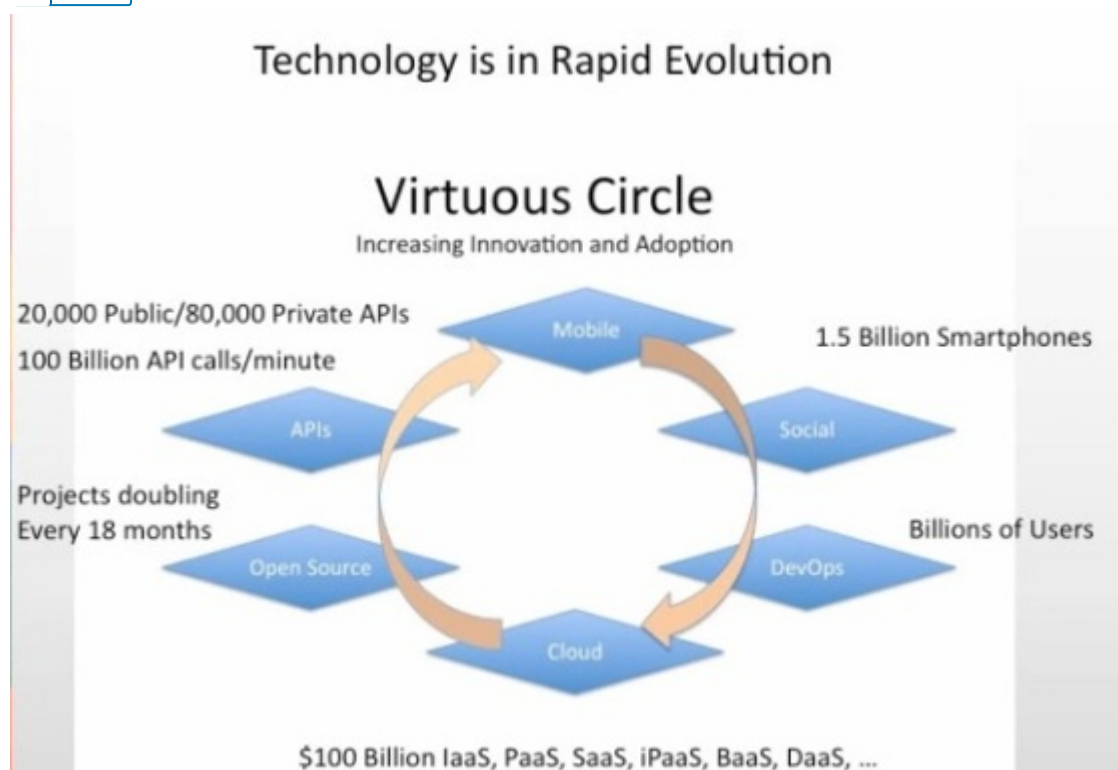 Technology is in Rapid Evolution
Virtuous Circle
Increasing Innovation and Adoption
20,000 Public/80,000 Private APIs
100 Billion API calls/minute
Mobile
1.5 Billion Smartphones
APIs
Social
Projects doubling
Every 18 months
Billions of Users
Open Source
DevOps
Cloud
$100 Billion IaaS, PaaS, SaaS, iPaaS, BaaS, DaaS, ...